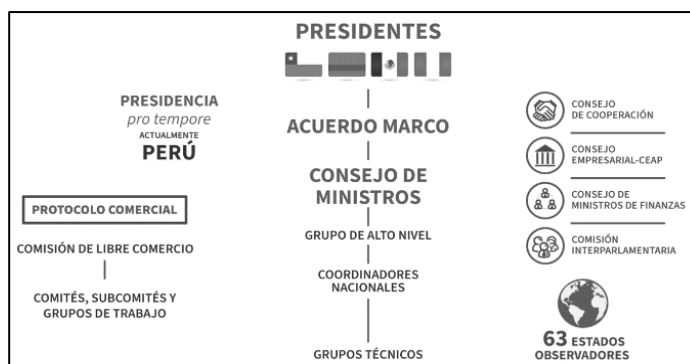 PRESIDENTES
PRESIDENCIA
pro tempore
ACTUALMENTE
PERÚ
ACUERDO MARCO
CONSEJO DE
MINISTROS
GRUPO DE ALTO NIVEL
COORDINADORES
NACIONALES
GRUPOS TÉCNICOS
PROTOCOLO COMERCIAL
COMISIÓN DE LIBRE COMERCIO
COMITÉS, SUBCOMITÉS Y
GRUPOS DE TRABAJO
CONSEJO
DE COOPERACIÓN
CONSEJO
EMPRESARIAL-CEAP
CONSEJO DE
MINISTROS DE FINANZAS
COMISIÓN
INTERPARLAMENTARIA
63 ESTADOS
OBSERVADORES